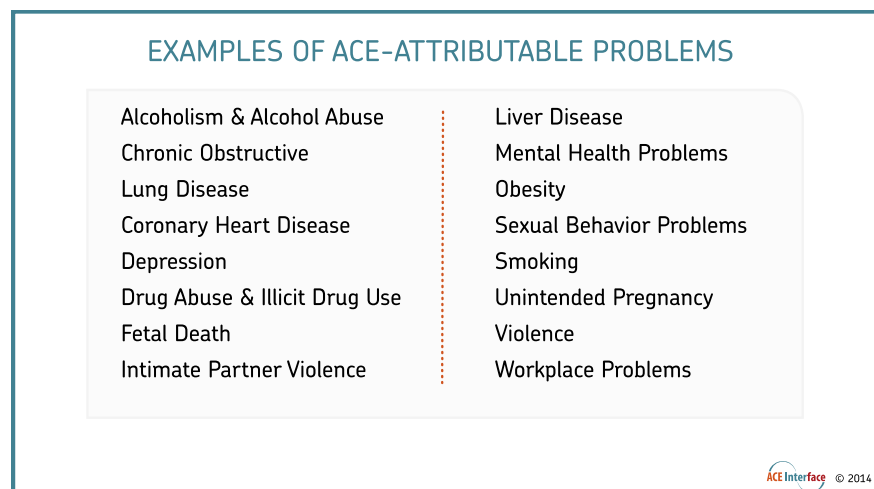 EXAMPLES OF ACE-ATTRIBUTABLE PROBLEMS
Alcoholism & Alcohol Abuse
Chronic Obstructive
Lung Disease
Coronary Heart Disease
Depression
Drug Abuse & Illicit Drug Use
Fetal Death
Intimate Partner Violence
Liver Disease
Mental Health Problems
Obesity
Sexual Behavior Problems
Smoking
Unintended Pregnancy
Violence
Workplace Problems
ACE Interface © 2014